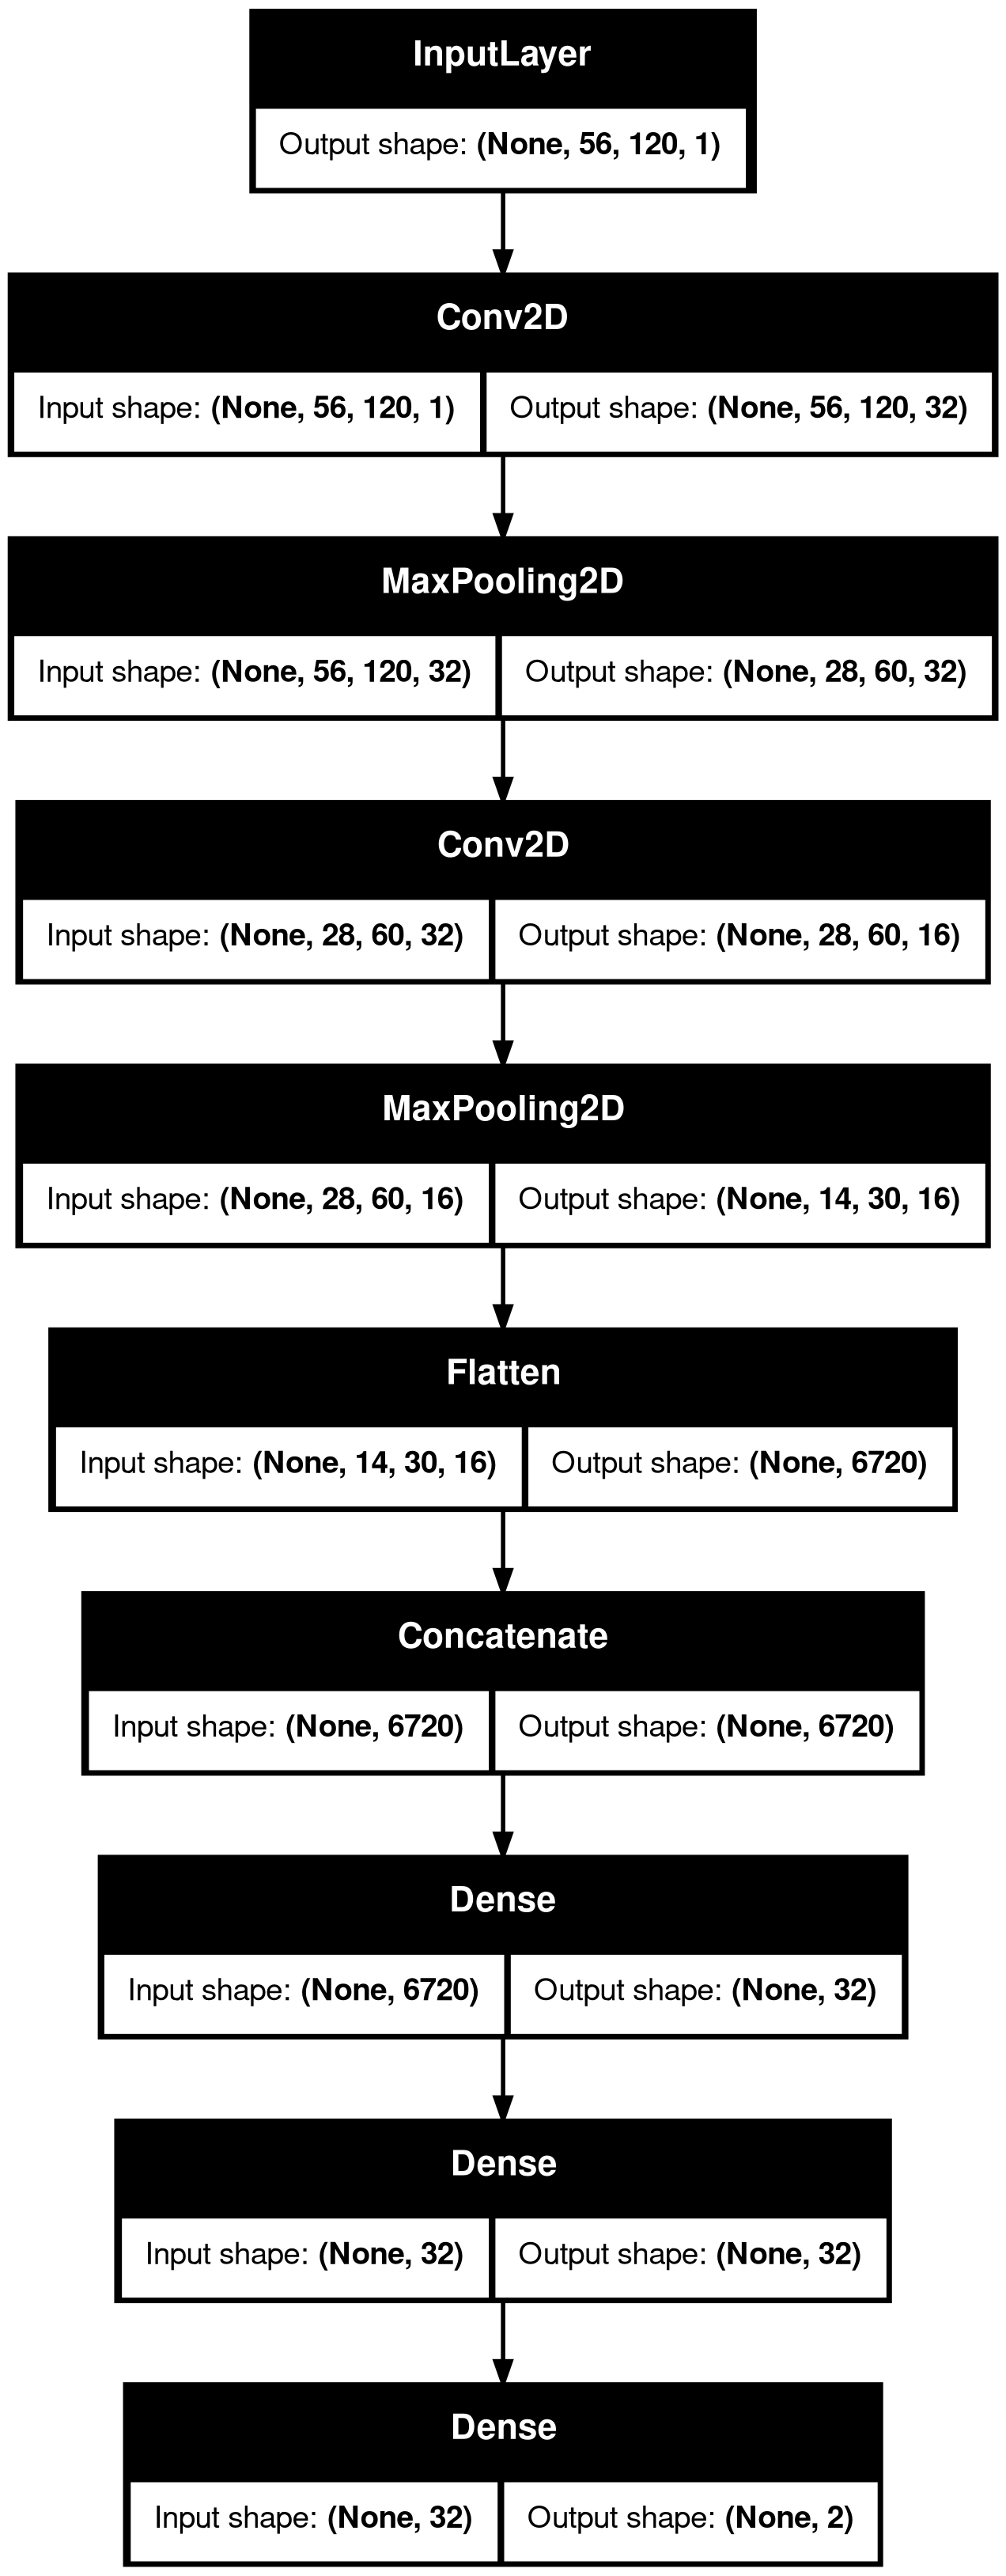 InputLayer
Output shape: (None, 56, 120, 1)
Conv2D
Input shape: (None, 56, 120, 1) Output shape: (None, 56, 120, 32)
MaxPooling2D
Input shape: (None, 56, 120, 32) Output shape: (None, 28, 60, 32)
Conv2D
Input shape: (None, 28, 60, 32) Output shape: (None, 28, 60, 16)
MaxPooling2D
Input shape: (None, 28, 60, 16) Output shape: (None, 14, 30, 16)
Flatten
Input shape: (None, 14, 30, 16) Output shape: (None, 6720)
Concatenate
Input shape: (None, 6720) Output shape: (None, 6720)
Dense
Input shape: (None, 6720) Output shape: (None, 32)
Dense
Input shape: (None, 32) Output shape: (None, 32)
Dense
Input shape: (None, 32) Output shape: (None, 2)